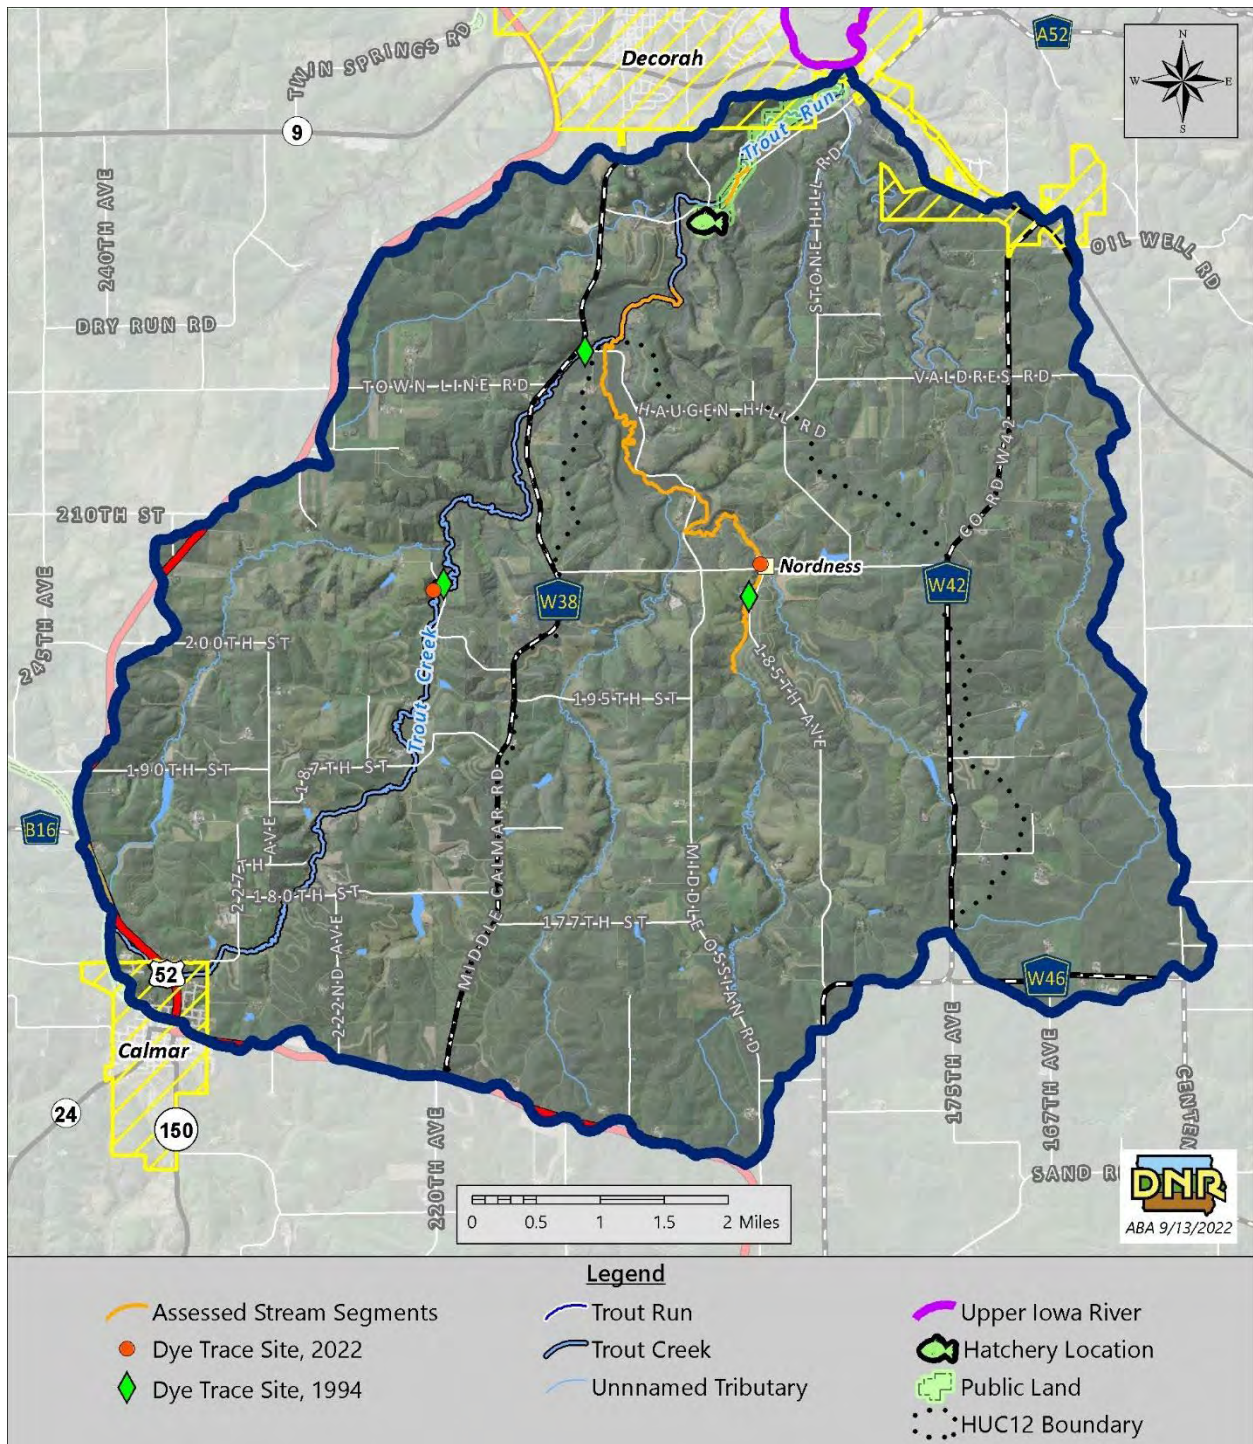 A52
Decorah
TWIN SPRINGS RD
N
W
E
S
9
Trout Run
STONE HILL RD
240TH AVE
OIL WELL RD
DRY RUN RD
TOWN LINE RD
VALDRES RD
HAUGEN HILL RD
CO RD W-42
210TH ST
Nordness
W38
W42
245TH AVE
200TH ST
Trout Creek
185TH AVE
195TH ST
190TH ST
187TH ST
B16
MIDDLE CALMAR RD
227TH AVE
180TH ST
MIDDLE OSSIAN RD
177TH ST
222ND AVE
52
W46
Calmar
175TH AVE
167TH AVE
CENTEN
24
150
220TH AVE
SAND R
DNR
ABA 9/13/2022
0 0.5 1 1.5 2 Miles
Legend
Assessed Stream Segments
Dye Trace Site, 2022
Dye Trace Site, 1994
Trout Run
Trout Creek
Unnnamed Tributary
Upper Iowa River
Hatchery Location
Public Land
HUC12 Boundary